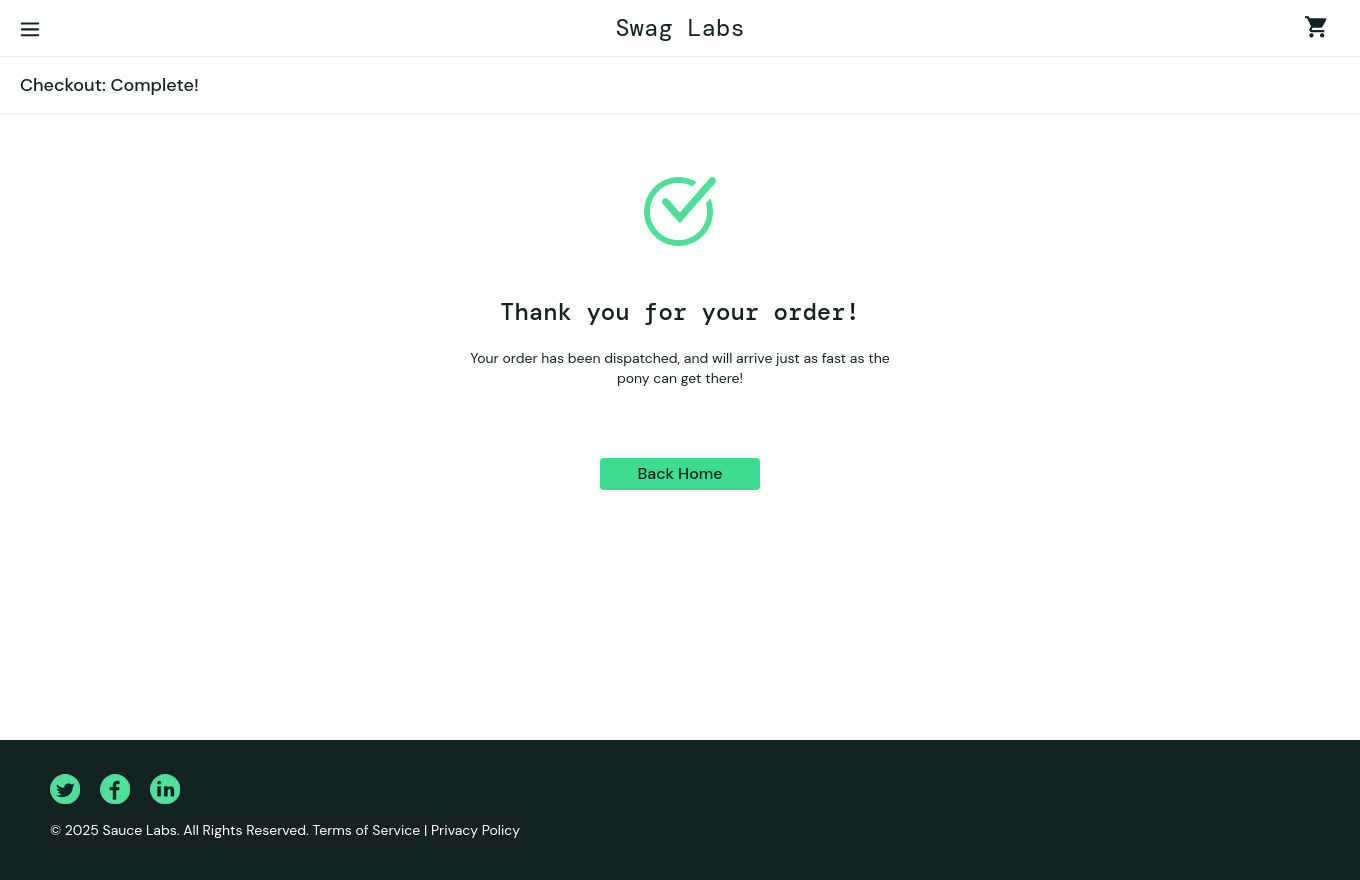 Swag Labs
Checkout: Complete!
Thank you for your order!
Your order has been dispatched, and will arrive just as fast as the
pony can get there!
Back Home
© 2025 Sauce Labs. All Rights Reserved. Terms of Service | Privacy Policy